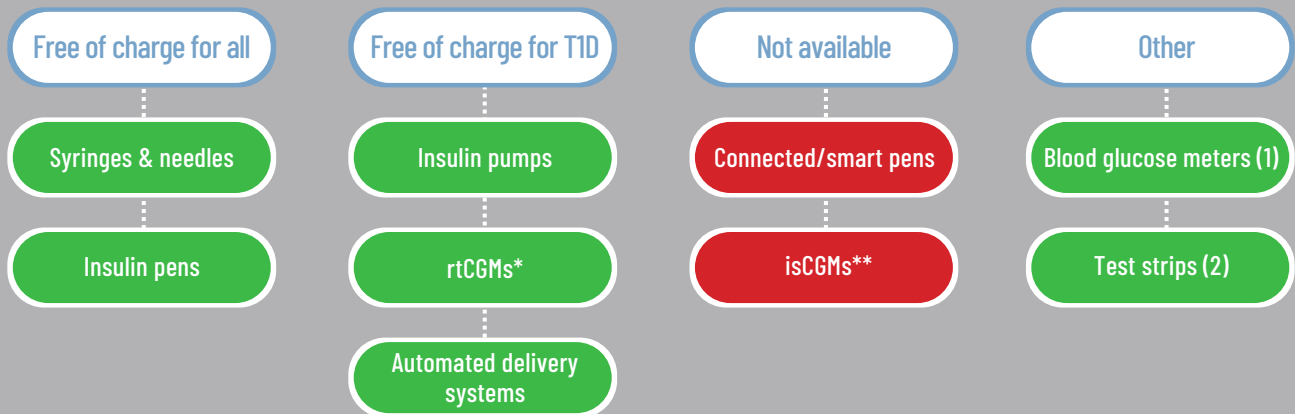 Free of charge for all
Syringes & needles
Insulin pens
Free of charge for T1D
Insulin pumps
rtCGMs*
Automated delivery
systems
Not available
Connected/smart pens
isCGMs**
Other
Blood glucose meters (1)
Test strips (2)